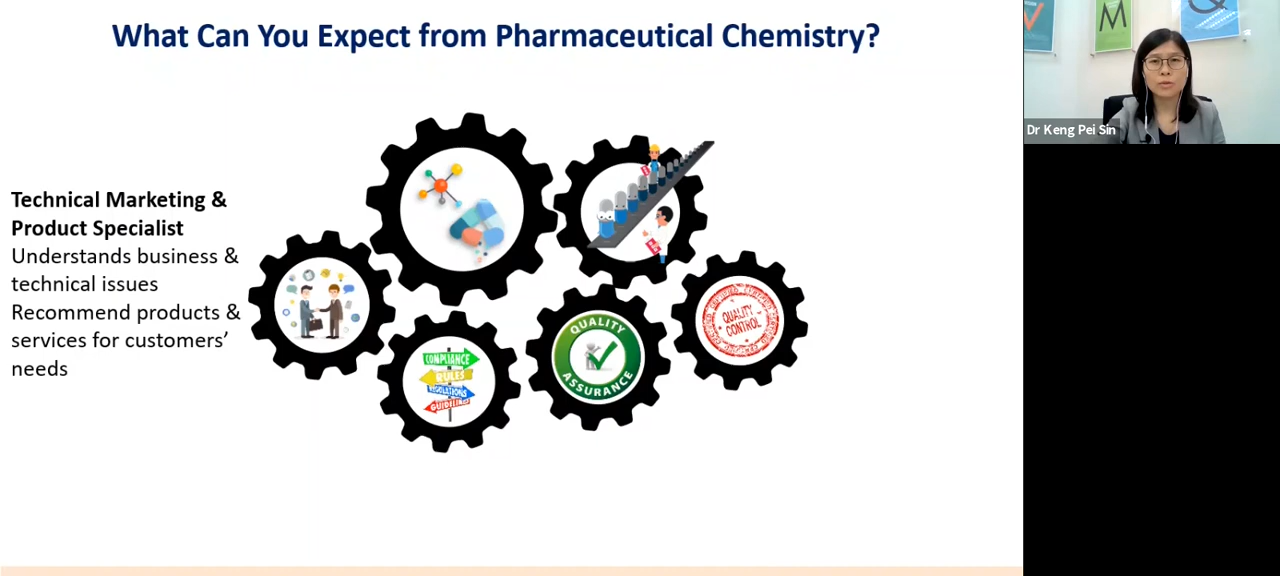 What Can You Expect from Pharmaceutical Chemistry?
Technical Marketing &
Product Specialist
Understands business &
technical issues
Recommend products &
services for customers’
needs
COMPLIANCE
RULES
REGULATIONS
GUIDELINES
QUALITY
ASSURANCE
QUALITY
CONTROL
M
&
Dr Keng Pei Sin